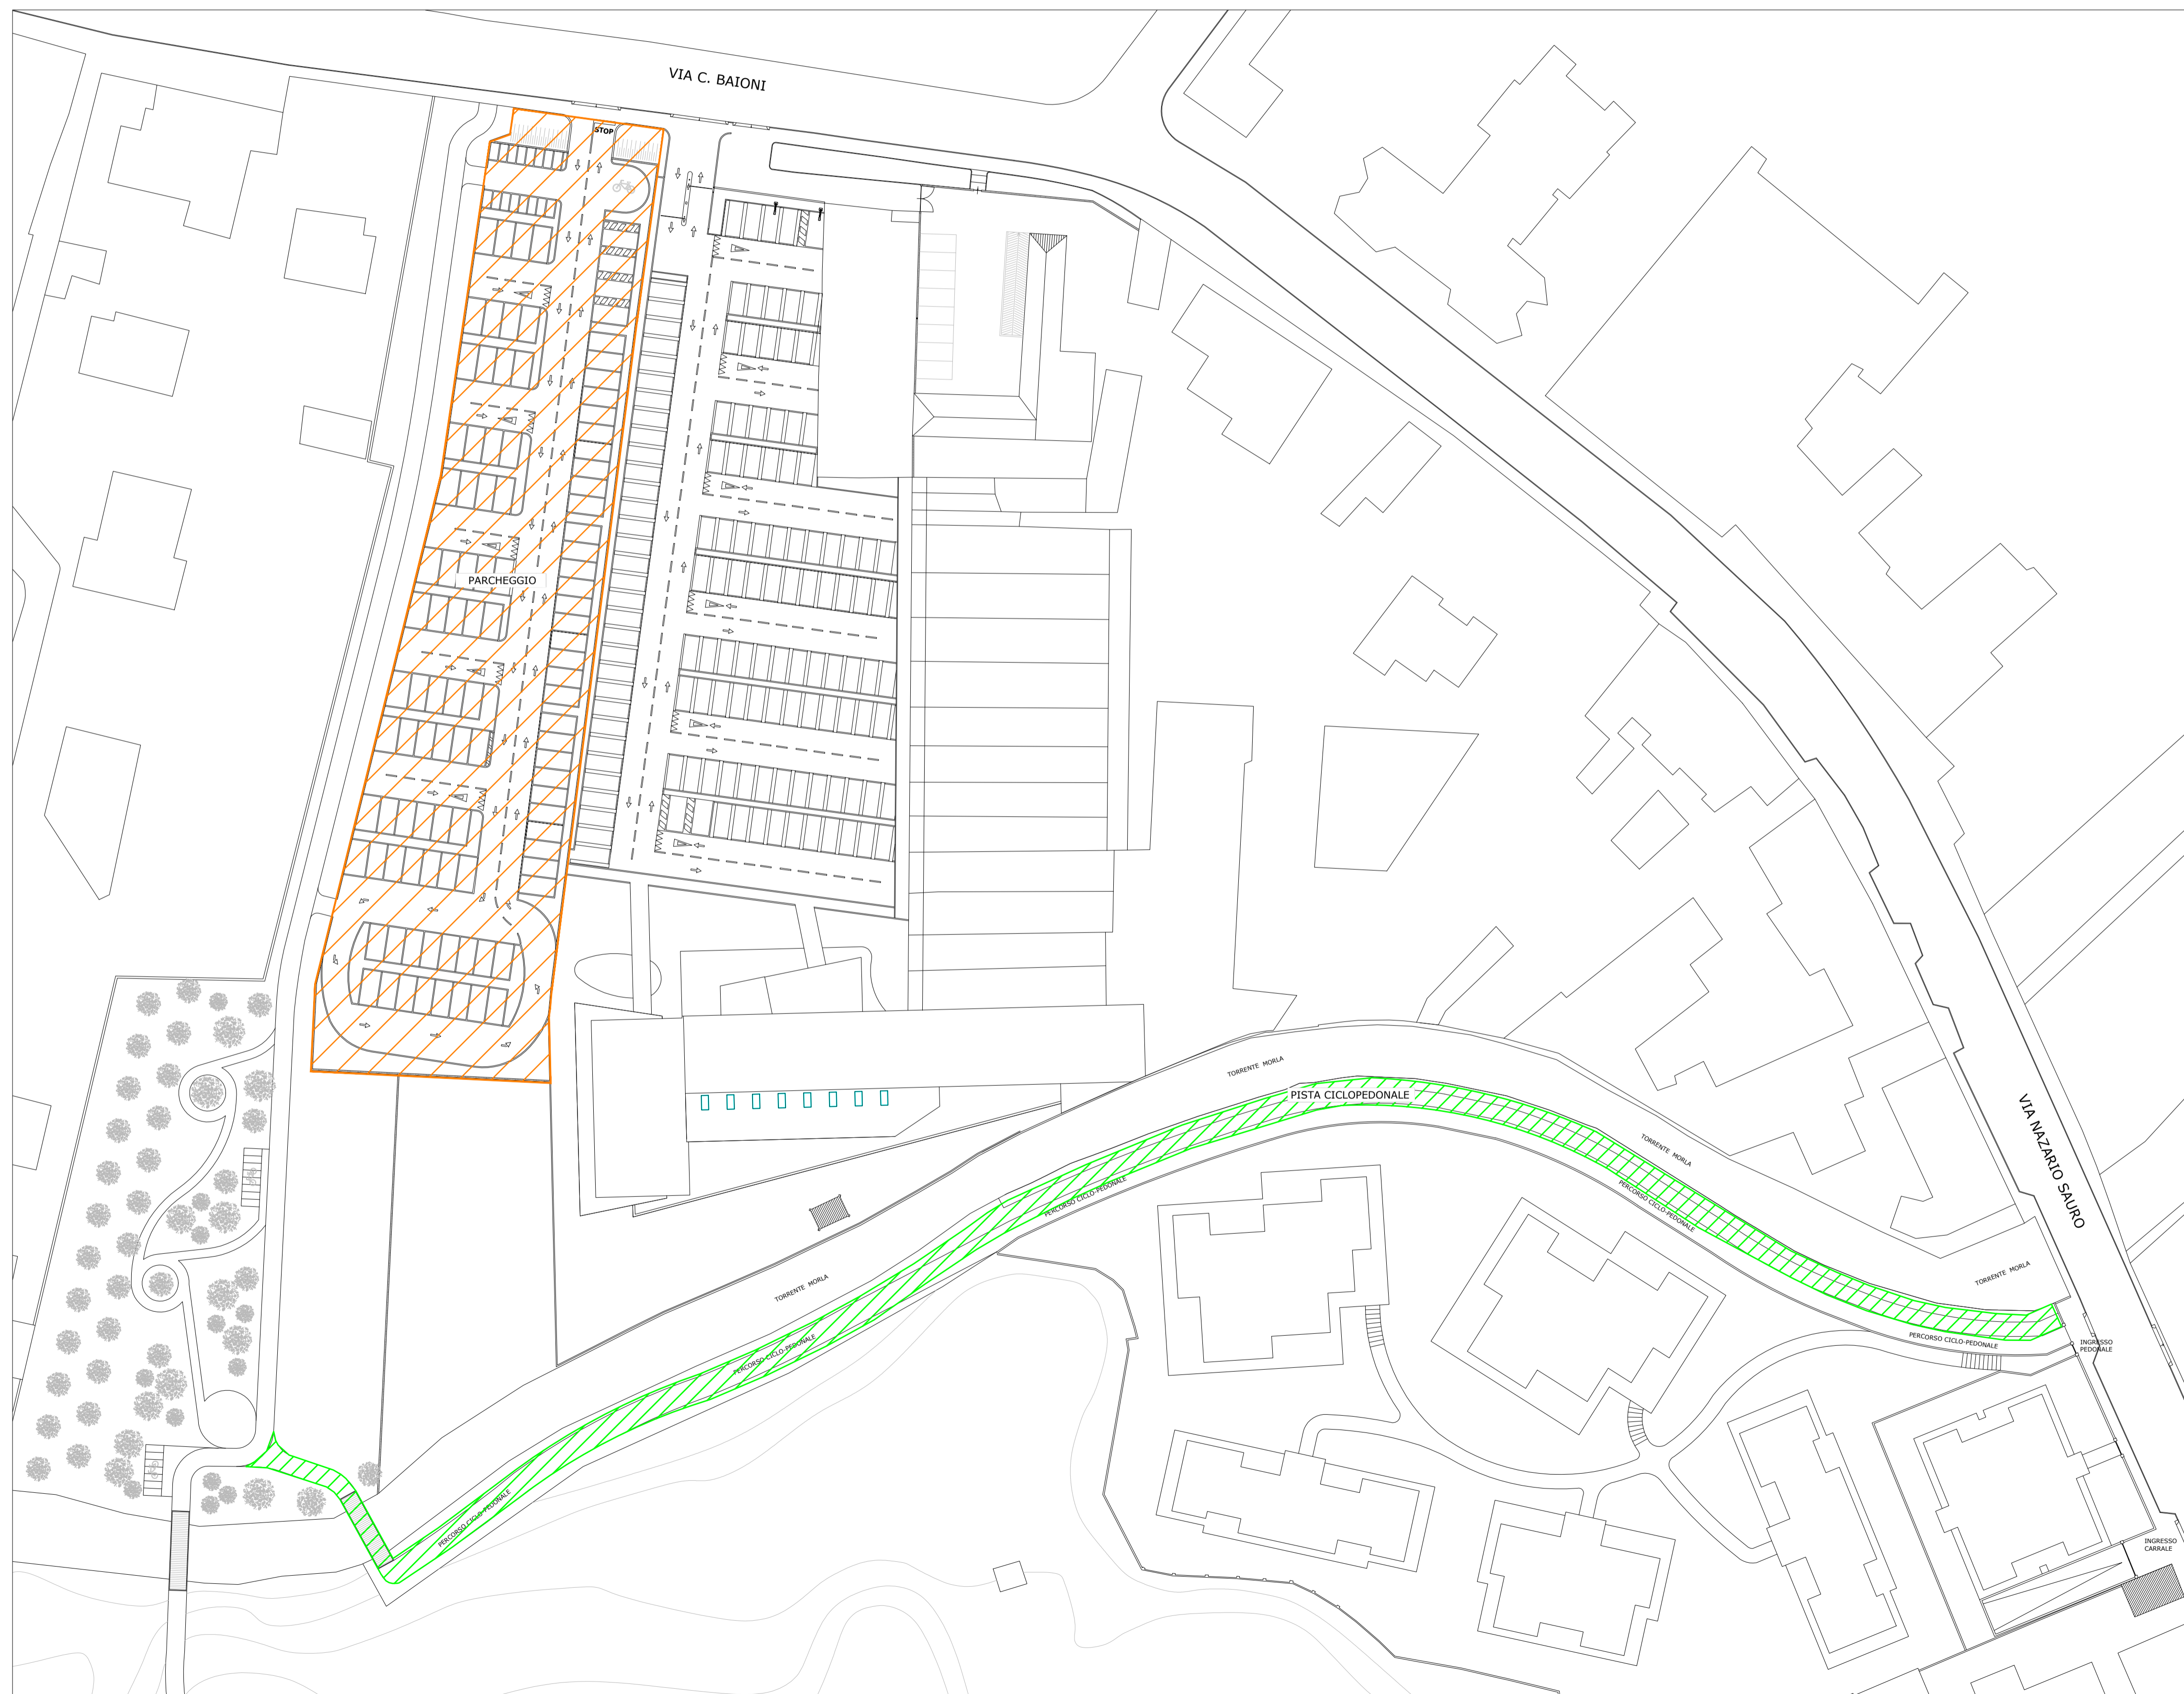 VIA C. BAIONI
STOP
PARCHEGGIO
TORRENTE MORLA
PISTA CICLOPEDONALE
TORRENTE MORLA
PERCORSO CICLO-PEDONALE
PERCORSO CICLO-PEDONALE
VIA NAZARIO SAURO
TORRENTE MORLA
TORRENTE MORLA
PERCORSO CICLO-PEDONALE
INGRESSO
PEDONALE
PERCORSO CICLO-PEDONALE
PERCORSO CICLO-PEDONALE
INGRESSO
CARRALE